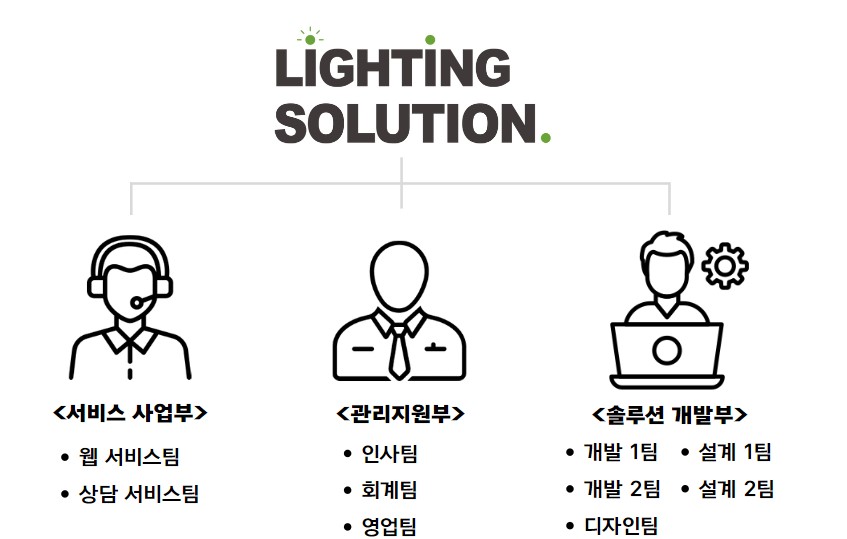 LIGHTING
SOLUTION.
<서비스 사업부>
• 웹 서비스팀
• 상담 서비스팀
<관리지원부>
• 인사팀
• 회계팀
• 영업팀
<솔루션 개발부>
• 개발 1팀 • 설계 1팀
• 개발 2팀 • 설계 2팀
• 디자인팀